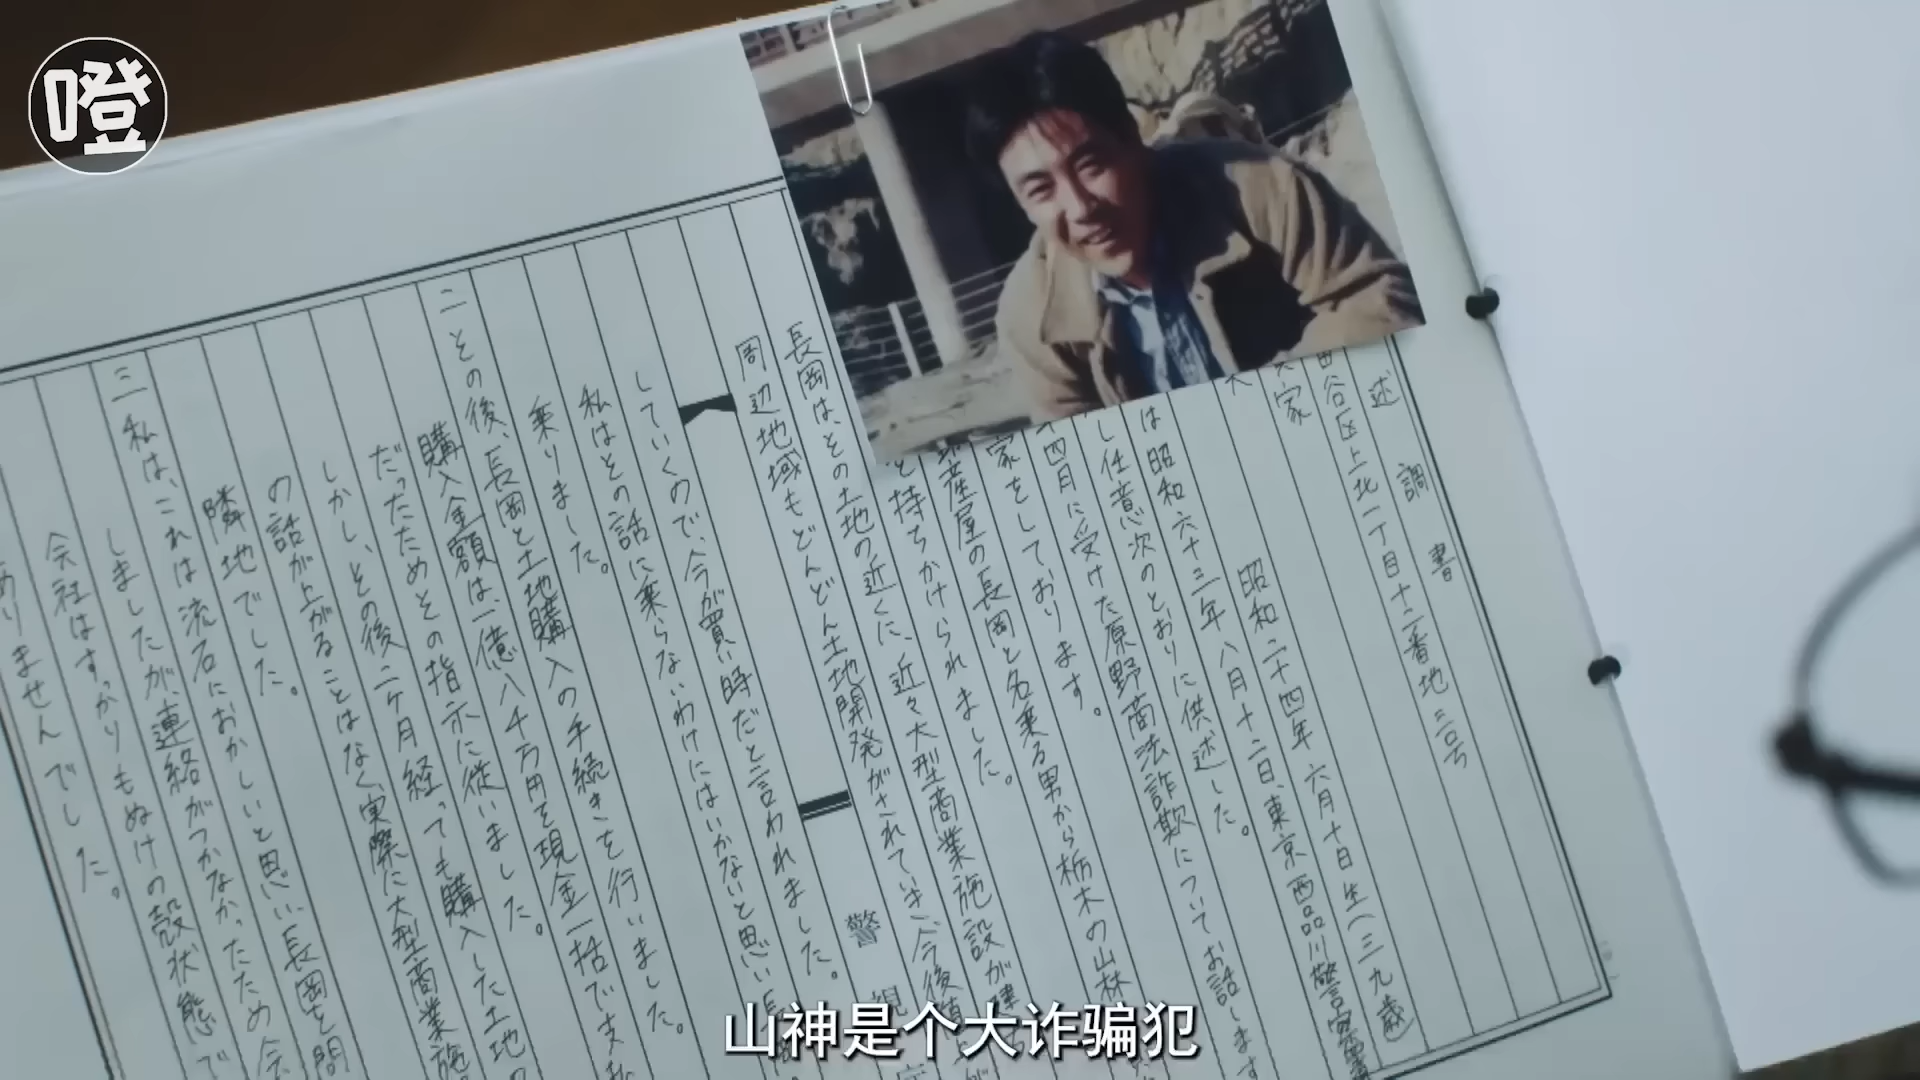 噔
述調書
田谷区上北一丁目十二番地三号
大家
昭和二十四年六月十日生(三九歳
は昭和六十三年八月十二日、東京西品川警察署
し任意次のとおりに供述した。
四月に受けた原野商法詐欺についてお話します
家をしております。
産屋の長岡と名乗る男から栃木の山林
と持ちかけられました。
長岡は、その土地の近くに、近々大型商業施設が建
周辺地域もどんどん土地開発がされていき、今後値
していくので、今が買い時だと言われました。
私はその話に乗らないわけにはいかないと思い長
乗りました。
二 その後、長岡と土地購入の手続きを行いました。
購入金額は、一億八千万円を現金一括で支払
だったためその指示に従いました。
しかし、その後二ヶ月経っても購入した土地の
の話が上がることはなく、実際に大型商業施
隣地でした。
三 私は、これは流石におかしいと思い、長岡を問
しましたが、連絡がつかなかったため会
会社はすっかりもぬけの殻状態で
ありませんでした。
警視
山神是个大诈骗犯